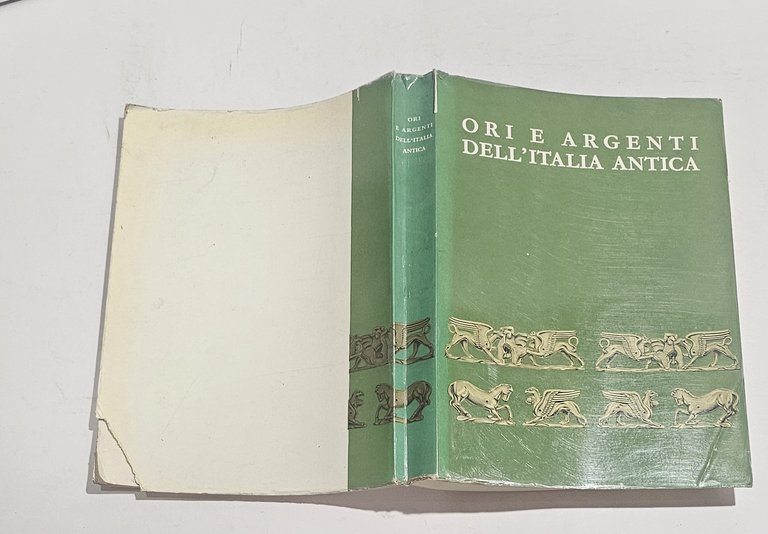 ORI
E ARGENTI
DELL'ITALIA
ANTICA
ORI E ARGENTI
DELL'ITALIA ANTICA